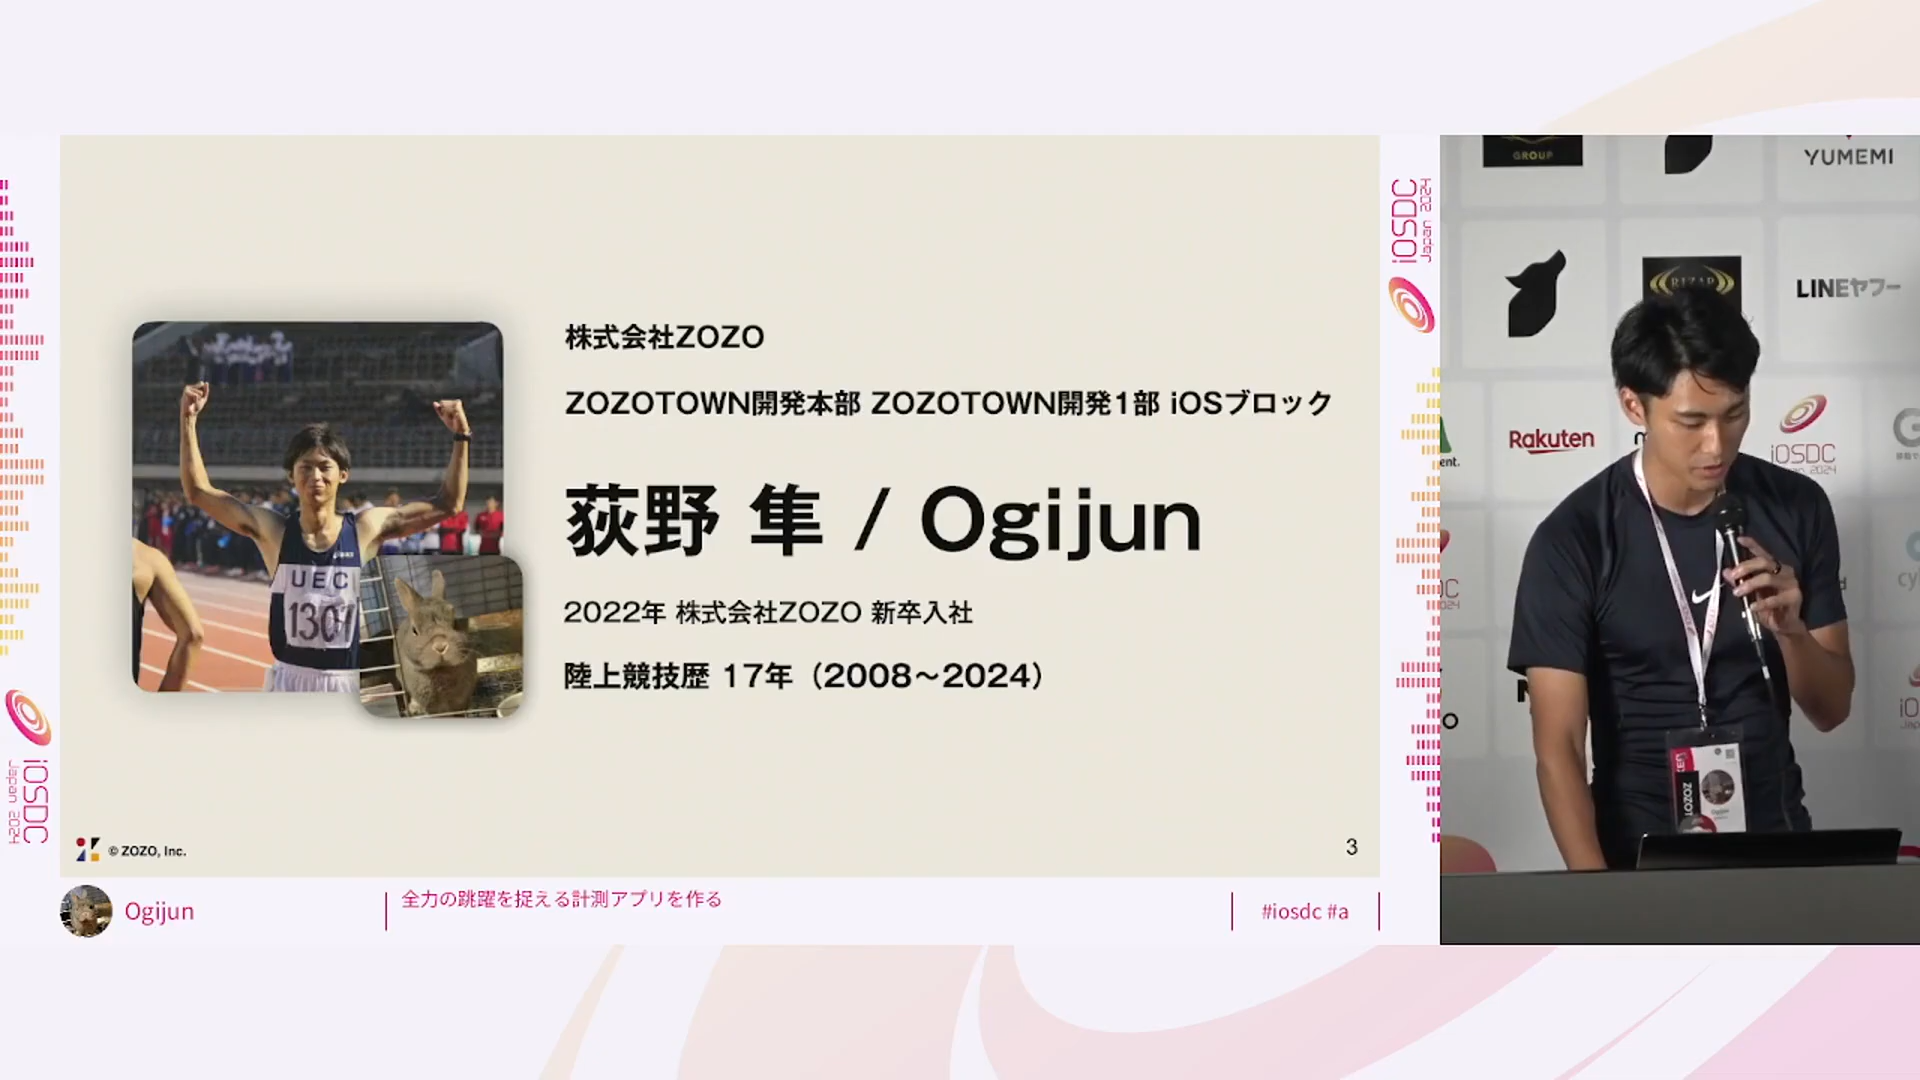 株式会社ZOZO
ZOZOTOWN開発本部 ZOZOTOWN開発1部 iOSブロック
荻野 隼 / Ogijun
2022年 株式会社ZOZO 新卒入社
陸上競技歴 17年（2008〜2024）
UEC
1307
© ZOZO, Inc.
3
Ogijun
全力の跳躍を捉える計測アプリを作る
#iosdc #a
iOSDC
Japan 2024
iOSDC
Japan 2024
GROUP
YUMEMI
RIZAP
LINEヤフー
Rakuten
iOSDC
Japan 2024
ZOZO